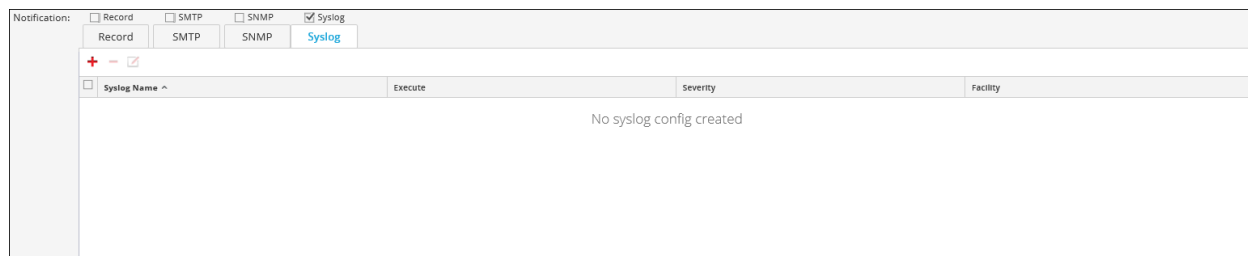 Notification: Record SMTP SNMP Syslog
Record SMTP SNMP Syslog
Syslog Name Execute Severity Facility
No syslog config created